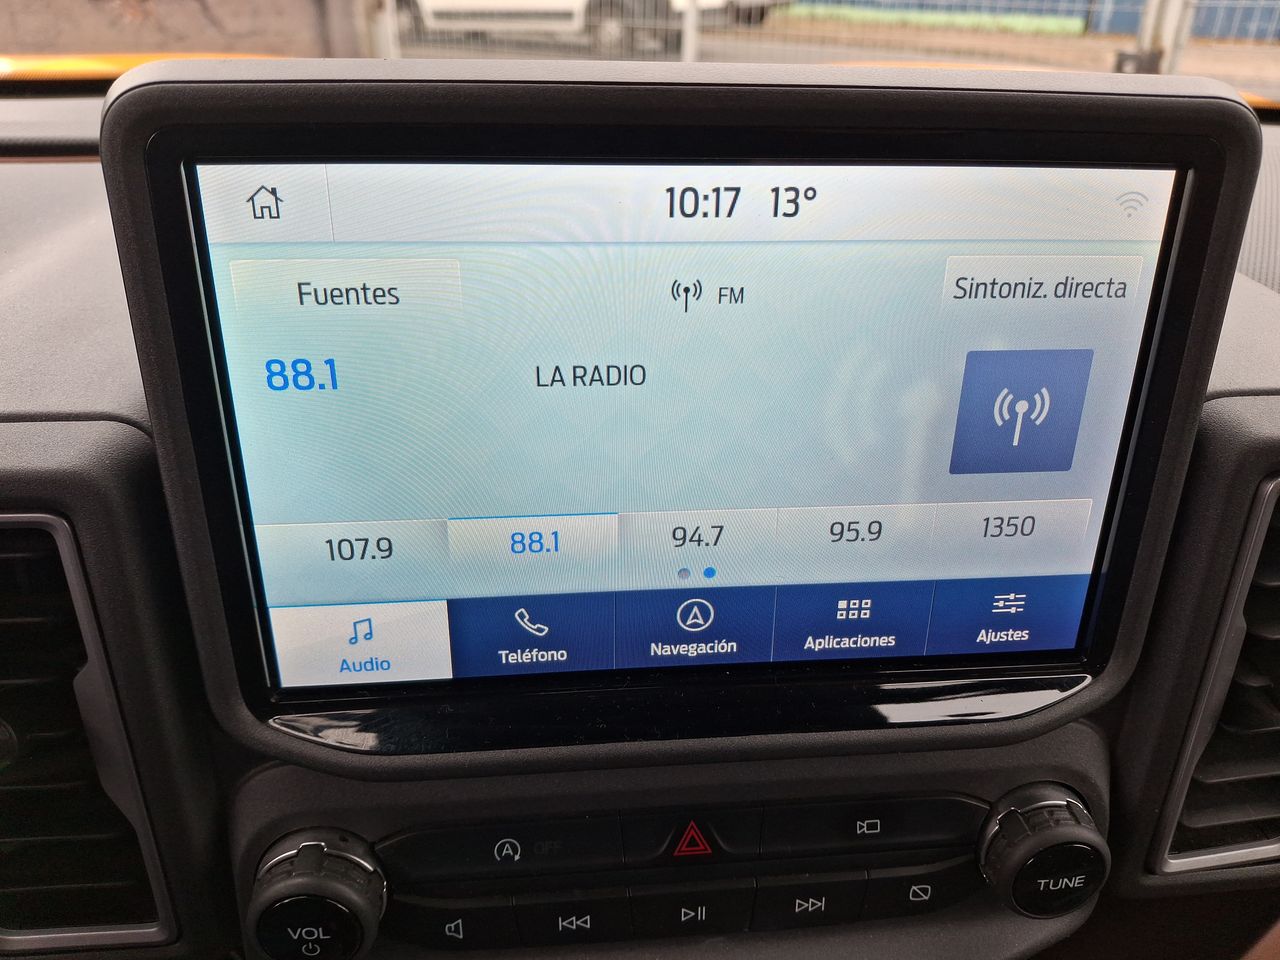 10:17 13°
Fuentes
FM
Sintoniz. directa
88.1
LA RADIO
107.9
88.1
94.7
95.9
1350
Audio
Teléfono
Navegación
Aplicaciones
Ajustes
A OFF
VOL
TUNE